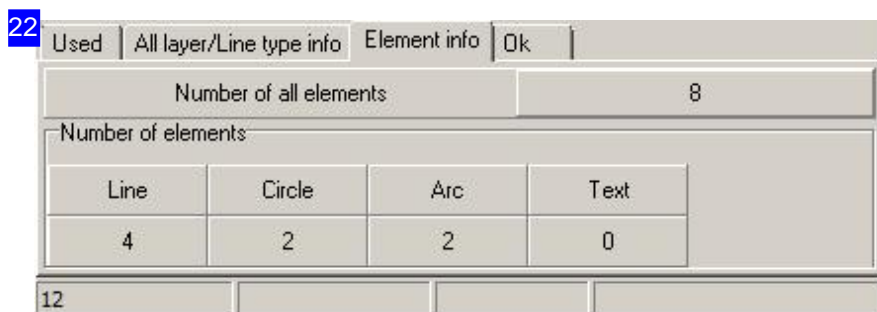 22
Used All layer/Line type info Element info Ok
Number of all elements 8
Number of elements
Line Circle Arc Text
4 2 2 0
12